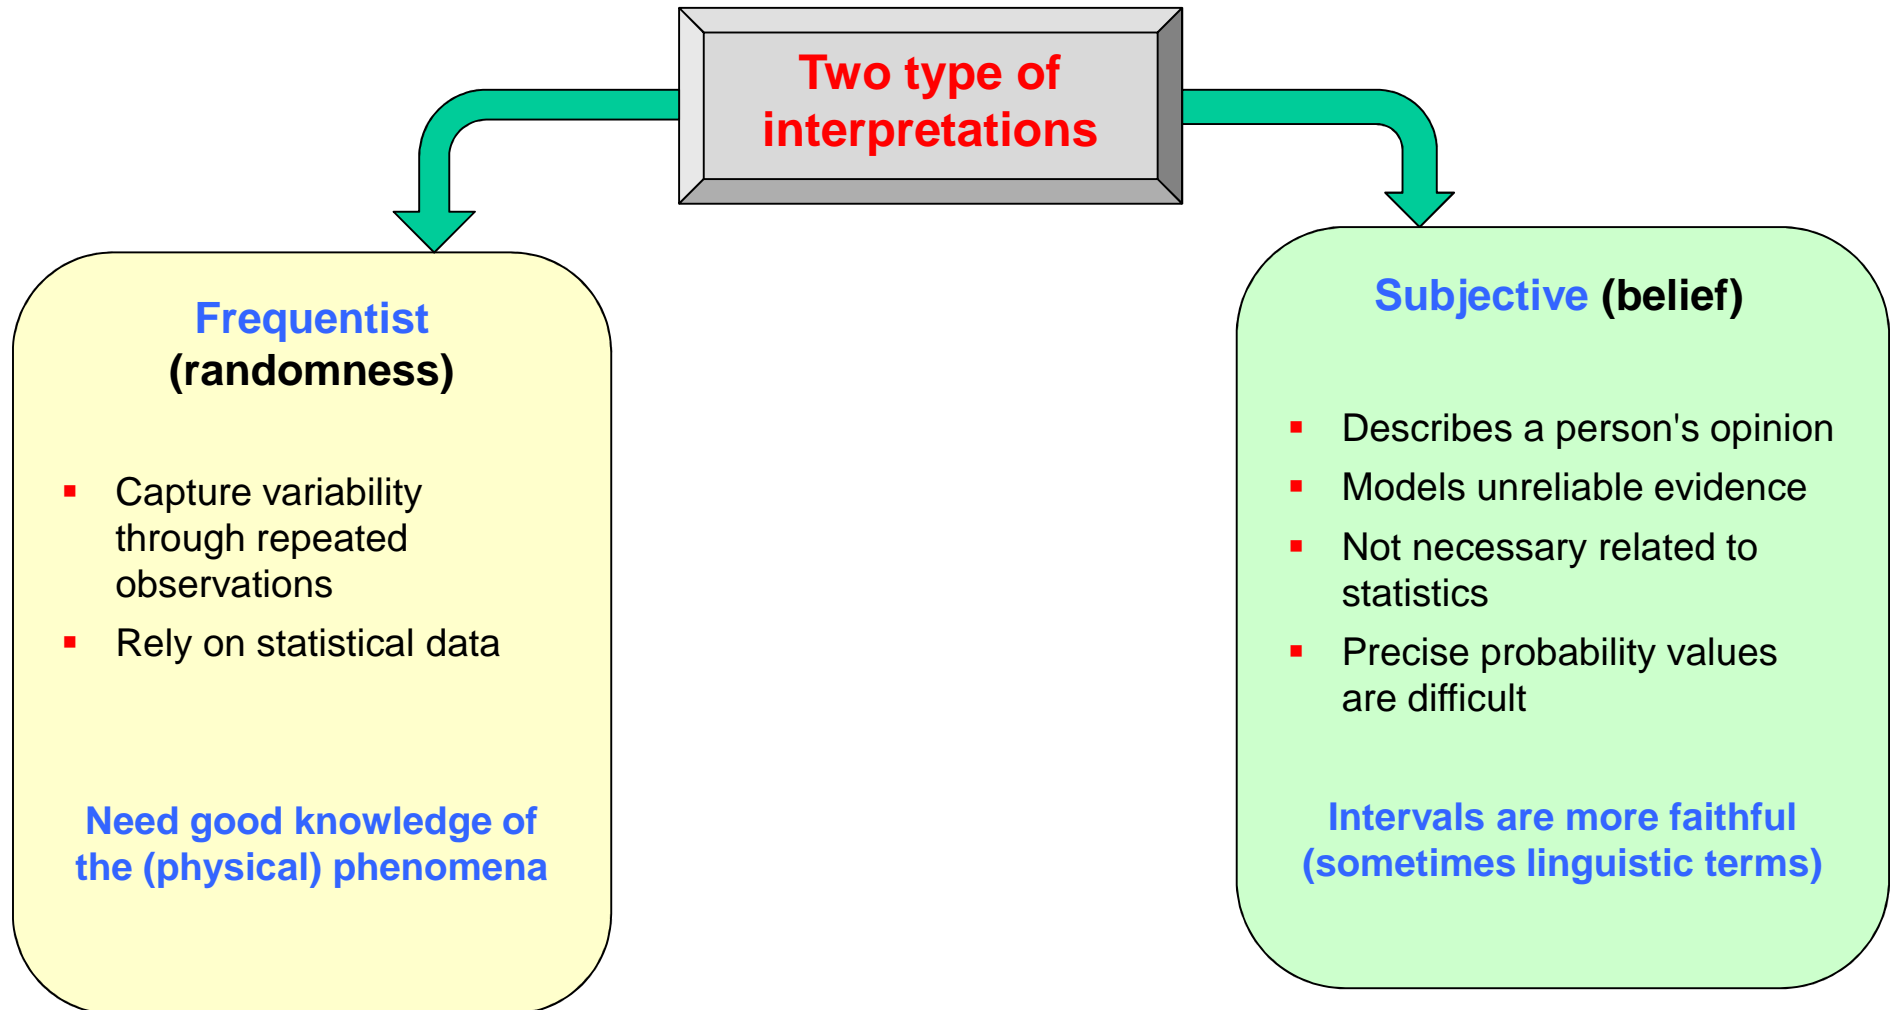 Two type of
interpretations
Frequentist
(randomness)
▪ Capture variability
through repeated
observations
▪ Rely on statistical data
Need good knowledge of
the (physical) phenomena
Subjective (belief)
▪ Describes a person's opinion
▪ Models unreliable evidence
▪ Not necessary related to
statistics
▪ Precise probability values
are difficult
Intervals are more faithful
(sometimes linguistic terms)